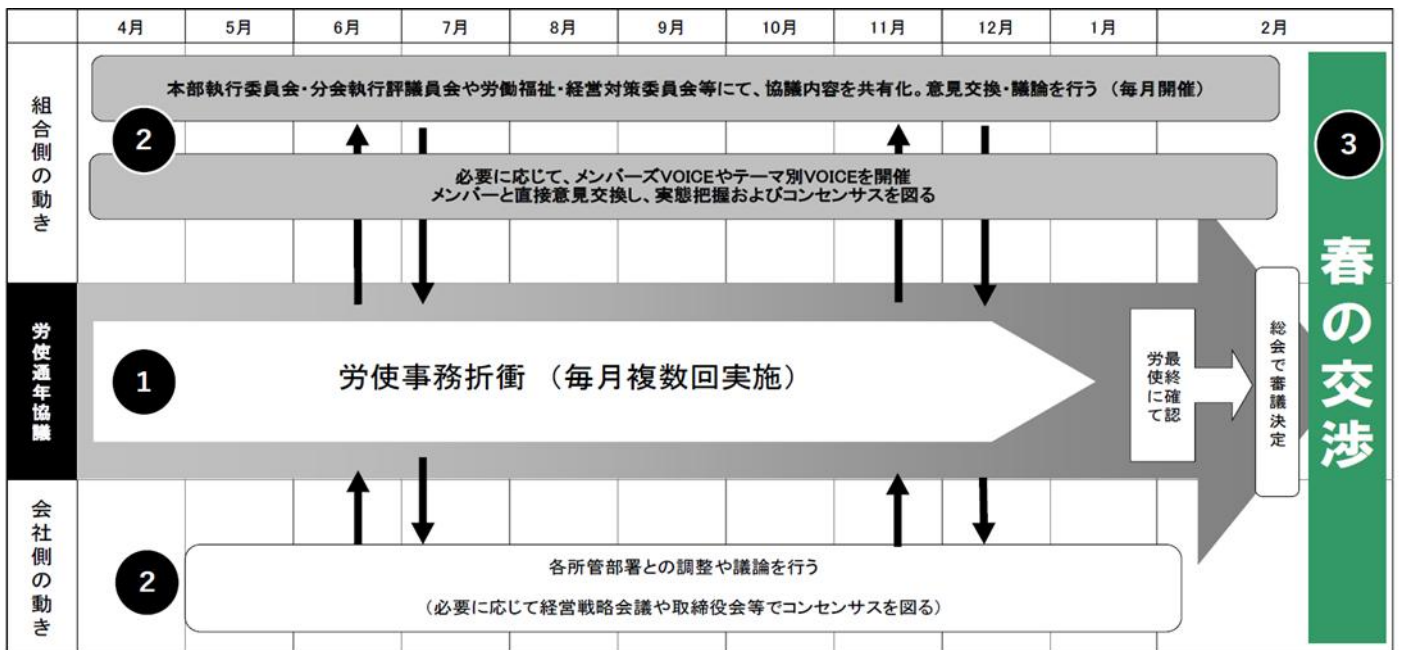 4月 5月 6月 7月 8月 9月 10月 11月 12月 1月 2月
組合側の動き
本部執行委員会・分会執行評議員会や労働福祉・経営対策委員会等にて、協議内容を共有化。意見交換・議論を行う（毎月開催）
2
必要に応じて、メンバーズVOICEやテーマ別VOICEを開催
メンバーと直接意見交換し、実態把握およびコンセンサスを図る
労使通年協議
1
労使事務折衝（毎月複数回実施）
労使にて
最終確認
総会で審議決定
3
春の交渉
会社側の動き
2
各所管部署との調整や議論を行う
（必要に応じて経営戦略会議や取締役会等でコンセンサスを図る）